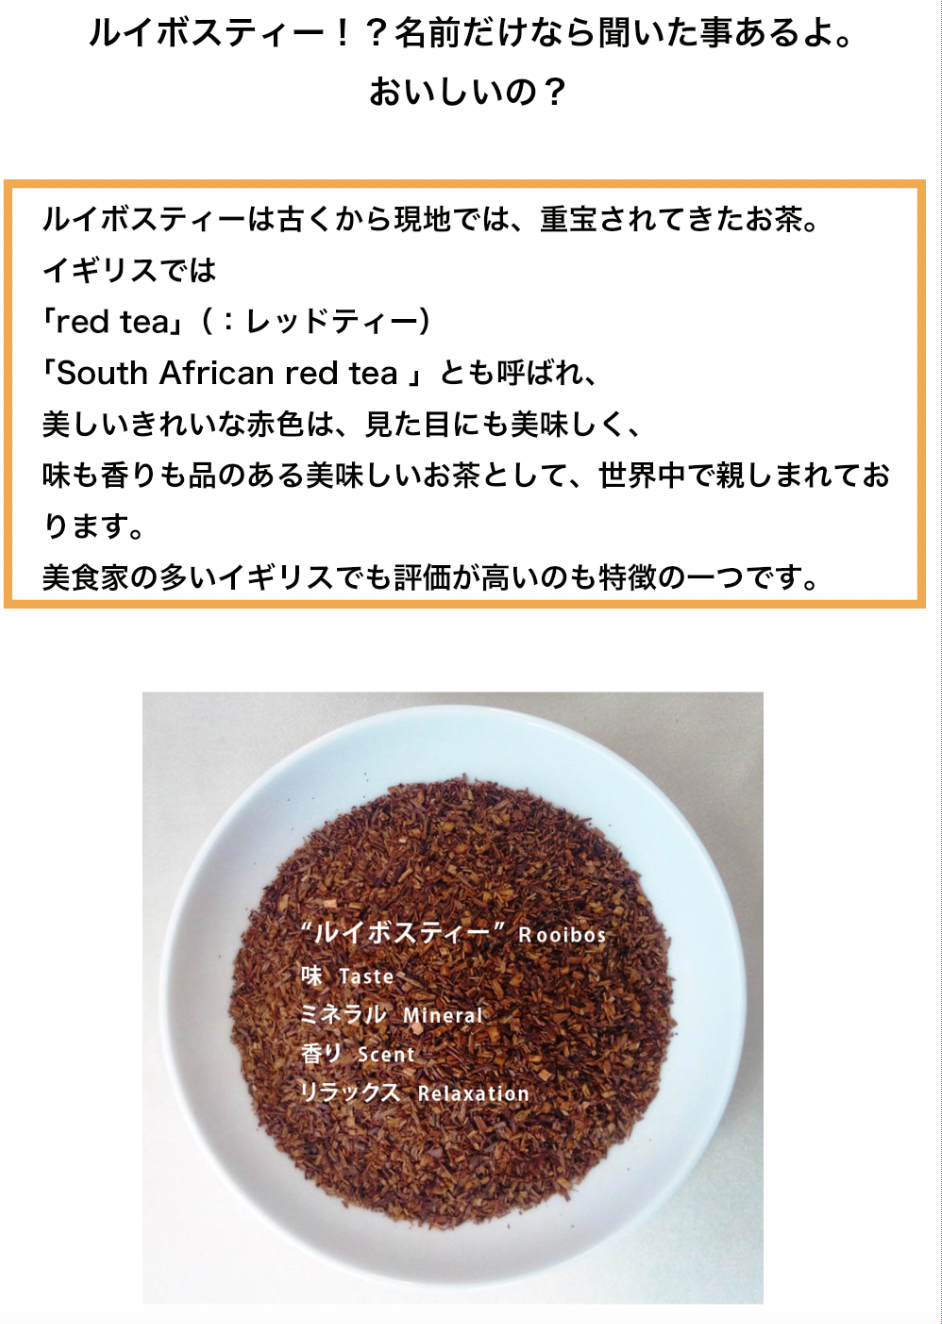 ルイボスティー！？名前だけなら聞いた事あるよ。
おいしいの？
ルイボスティーは古くから現地では、重宝されてきたお茶。
イギリスでは
「red tea」（：レッドティー）
「South African red tea 」とも呼ばれ、
美しいきれいな赤色は、見た目にも美味しく、
味も香りも品のある美味しいお茶として、世界中で親しまれてお
ります。
美食家の多いイギリスでも評価が高いのも特徴の一つです。
“ルイボスティー” Rooibos
味 Taste
ミネラル Mineral
香り Scent
リラックス Relaxation